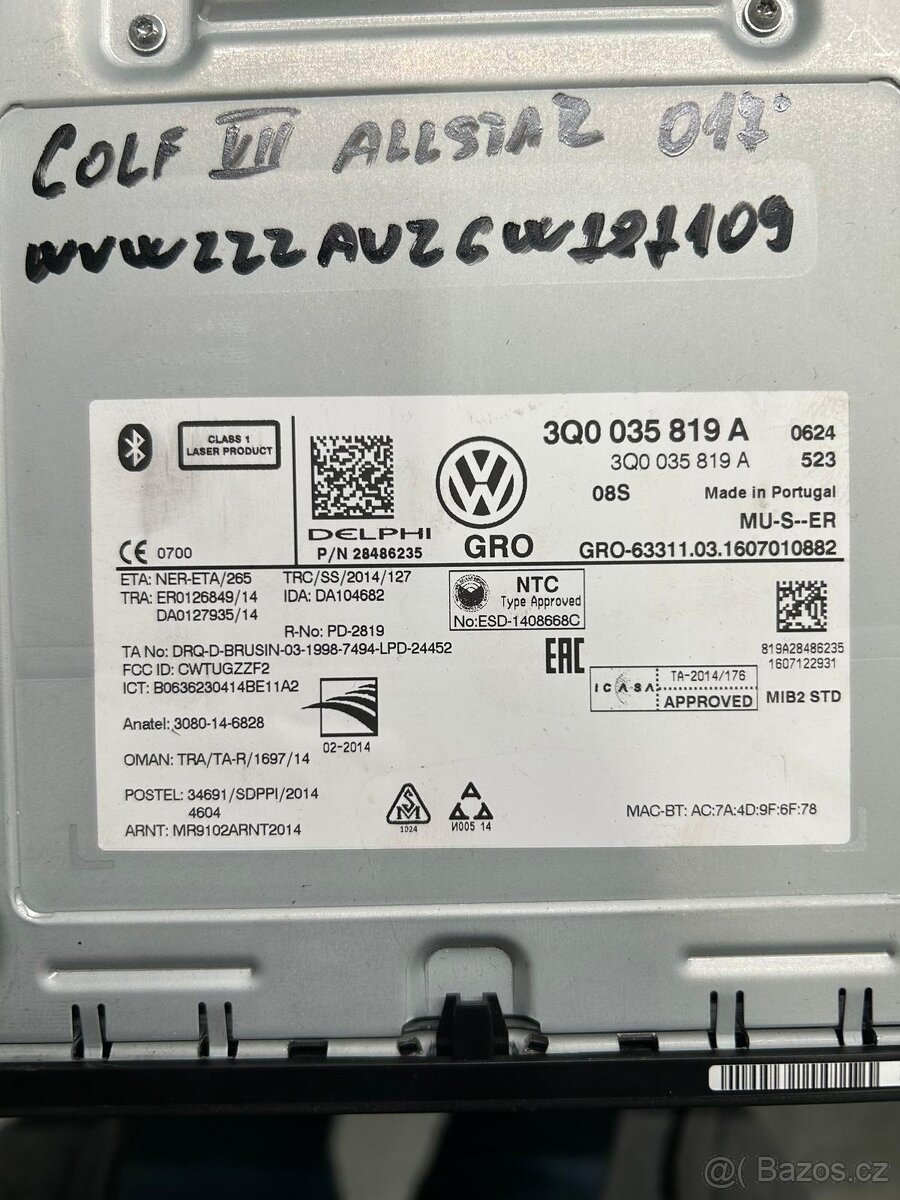 GOLF VII ALLSTAR 017
WVWZZZAUZGW127109
CLASS 1
LASER PRODUCT
CE 0700
DELPHI
P/N 28486235
GRO
3Q0 035 819 A 0624
3Q0 035 819 A 523
08S Made in Portugal
MU-S--ER
GRO-63311.03.1607010882
ETA: NER-ETA/265 TRC/SS/2014/127
TRA: ER0126849/14 IDA: DA104682
DA0127935/14
R-No: PD-2819
NTC
Type Approved
No:ESD-1408668C
TA No: DRQ-D-BRUSIN-03-1998-7494-LPD-24452
FCC ID: CWTUGZZF2
ICT: B0636230414BE11A2
EAC
819A28486235
1607122931
ICASA TA-2014/176
APPROVED
MIB2 STD
Anatel: 3080-14-6828
02-2014
OMAN: TRA/TA-R/1697/14
POSTEL: 34691/SDPPI/2014
4604
ARNT: MR9102ARNT2014
1024
И005 14
MAC-BT: AC:7A:4D:9F:6F:78
@( Bazos.cz